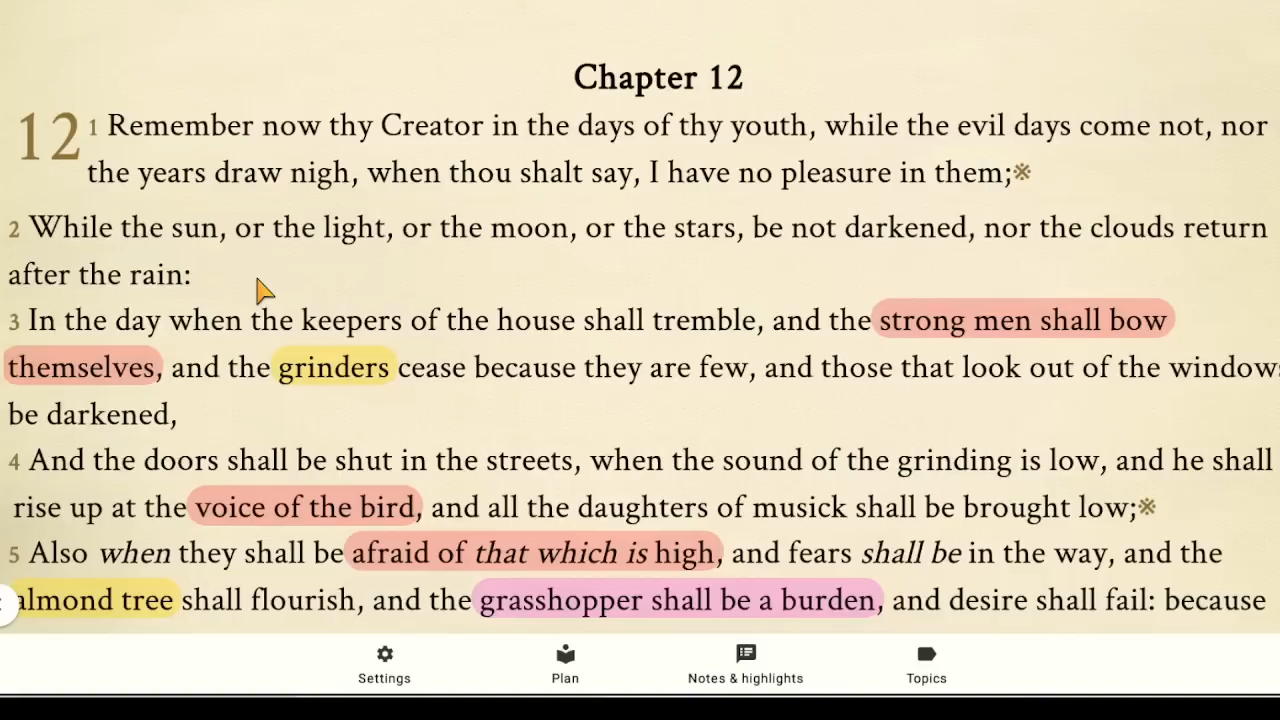 Chapter 12
12 1 Remember now thy Creator in the days of thy youth, while the evil days come not, nor
the years draw nigh, when thou shalt say, I have no pleasure in them;※
2 While the sun, or the light, or the moon, or the stars, be not darkened, nor the clouds return
after the rain:
3 In the day when the keepers of the house shall tremble, and the strong men shall bow
themselves, and the grinders cease because they are few, and those that look out of the windows
be darkened,
4 And the doors shall be shut in the streets, when the sound of the grinding is low, and he shall
rise up at the voice of the bird, and all the daughters of musick shall be brought low;※
5 Also when they shall be afraid of that which is high, and fears shall be in the way, and the
almond tree shall flourish, and the grasshopper shall be a burden, and desire shall fail: because
Settings Plan Notes & highlights Topics